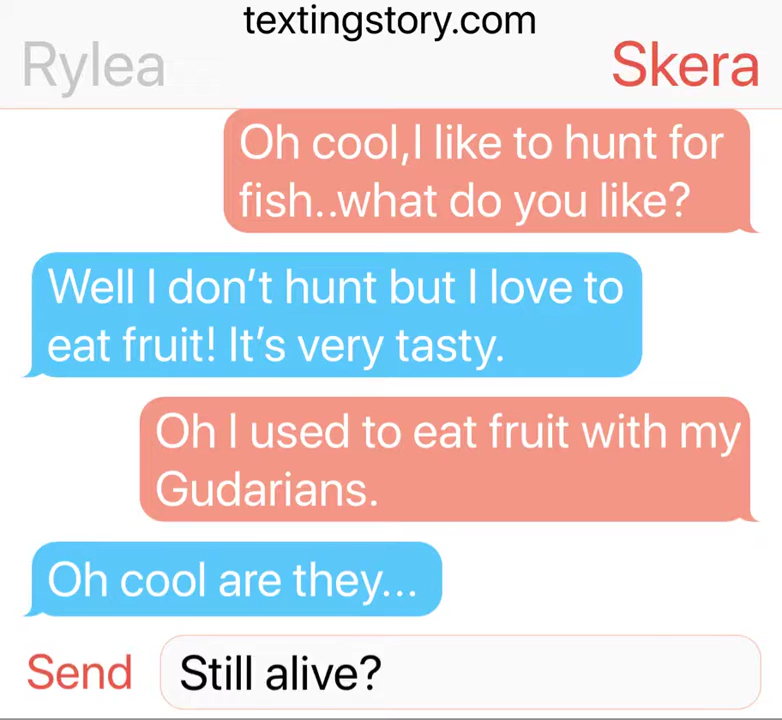 textingstory.com
Rylea
Skera
Oh cool,I like to hunt for
fish..what do you like?
Well I don’t hunt but I love to
eat fruit! It’s very tasty.
Oh I used to eat fruit with my
Gudarians.
Oh cool are they...
Send
Still alive?